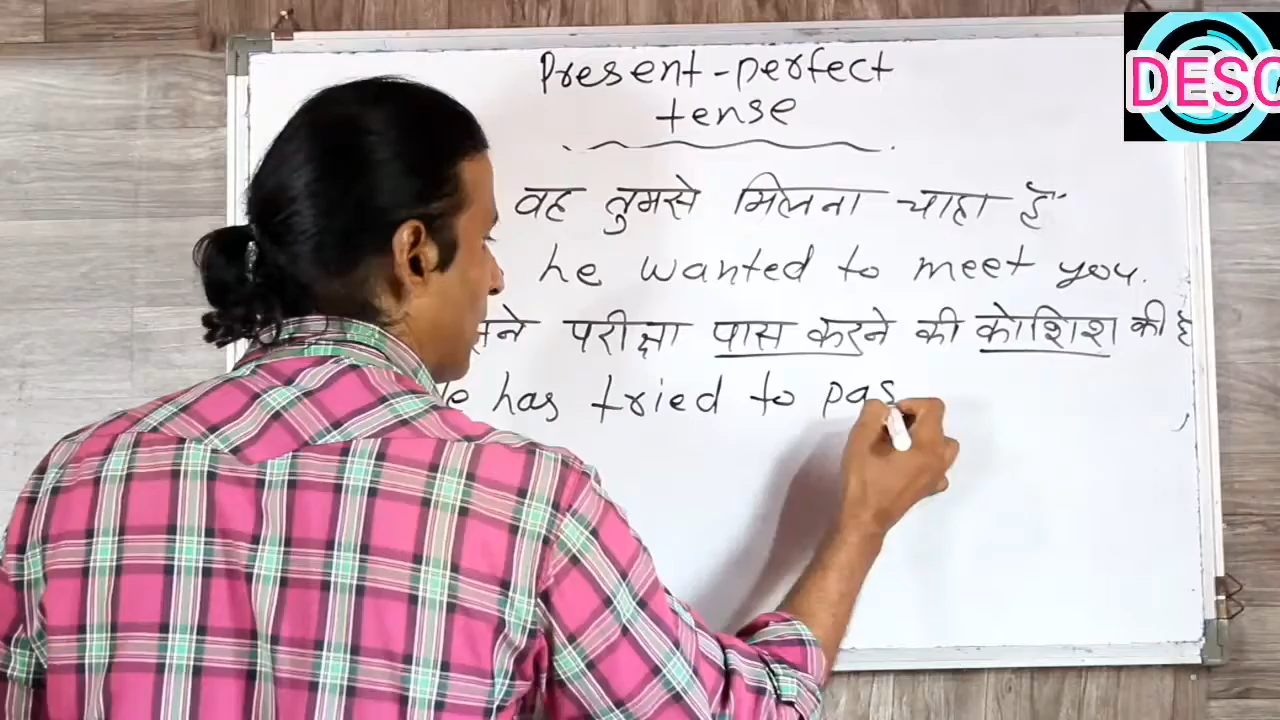 DESC
Present-perfect
tense
वह तुमसे मिलना चाहा है
he wanted to meet you.
परीक्षा पास करने की कोशिश की है
has tried to pas